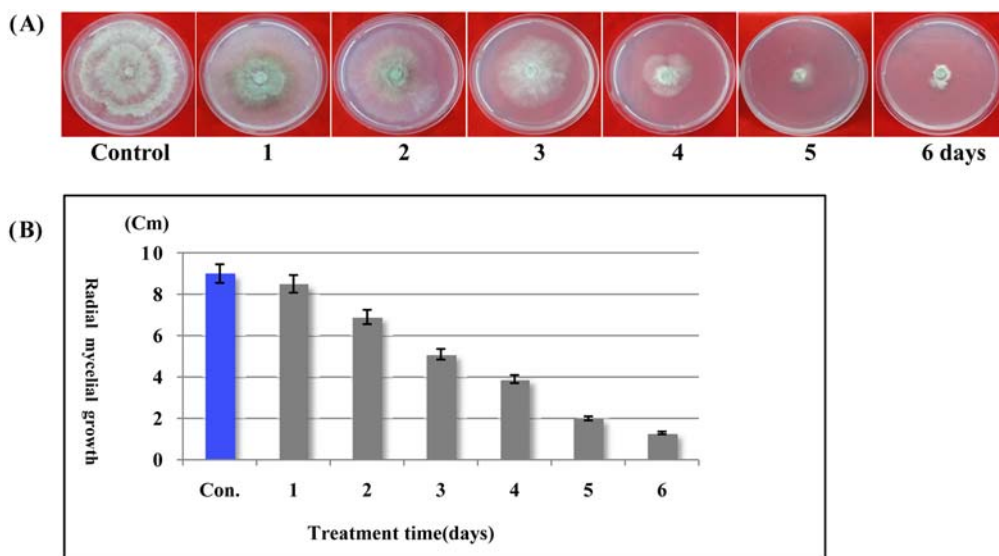 (A)
Control 1 2 3 4 5 6 days
(B)
(Cm)
Radial mycelial growth
10
8
6
4
2
0
Con. 1 2 3 4 5 6
Treatment time(days)